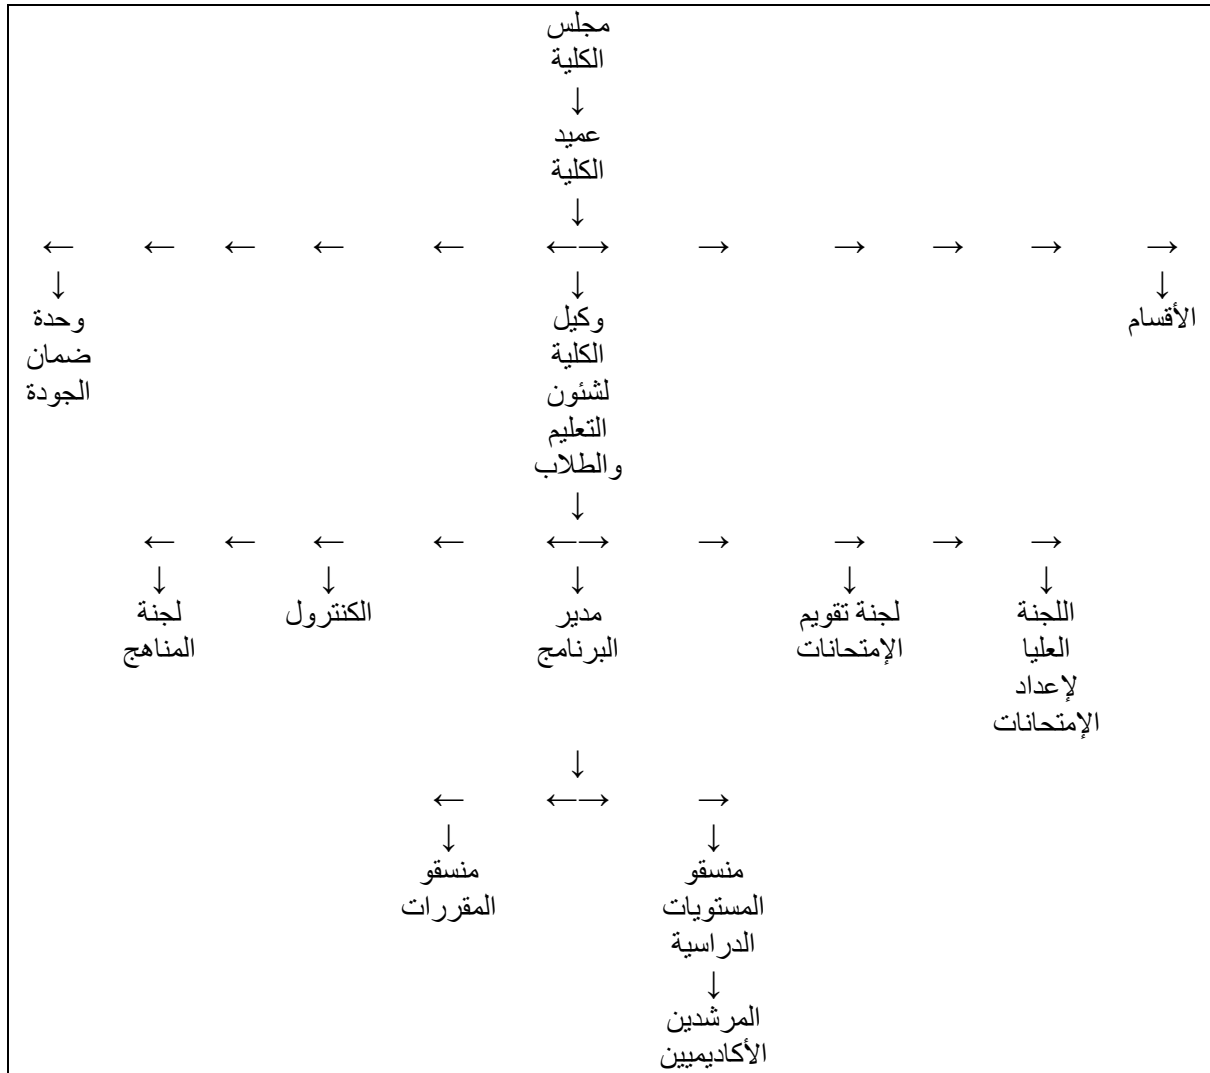 مجلس
الكلية
↓
عميد
الكلية
↓
→ → → → ←→ ← ← ← ← ←
↓ ↓ ↓
الأقسام
وكيل
الكلية
لشئون
التعليم
والطلاب
وحدة
ضمان
الجودة
↓
→ → → → ←→ ← ← ← ←
↓ ↓ ↓ ↓ ↓
اللجنة
العليا
لإعداد
الإمتحانات
لجنة تقويم
الإمتحانات
مدير
البرنامج
الكنترول
لجنة
المناهج
↓
→ ←→ ←
↓ ↓
منسقو
المستويات
الدراسية
منسقو
المقررات
↓
المرشدين
الأكاديميين